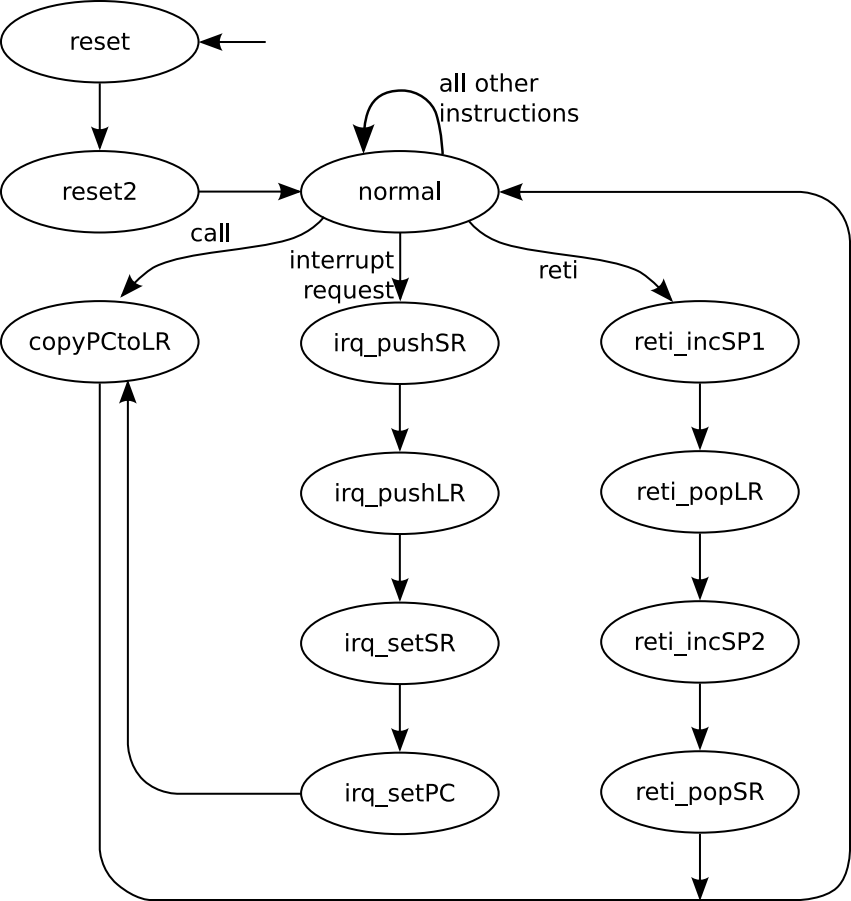 reset
all other
instructions
reset2
normal
call
interrupt
request
reti
copyPCtoLR
irq_pushSR
reti_incSP1
irq_pushLR
reti_popLR
irq_setSR
reti_incSP2
irq_setPC
reti_popSR